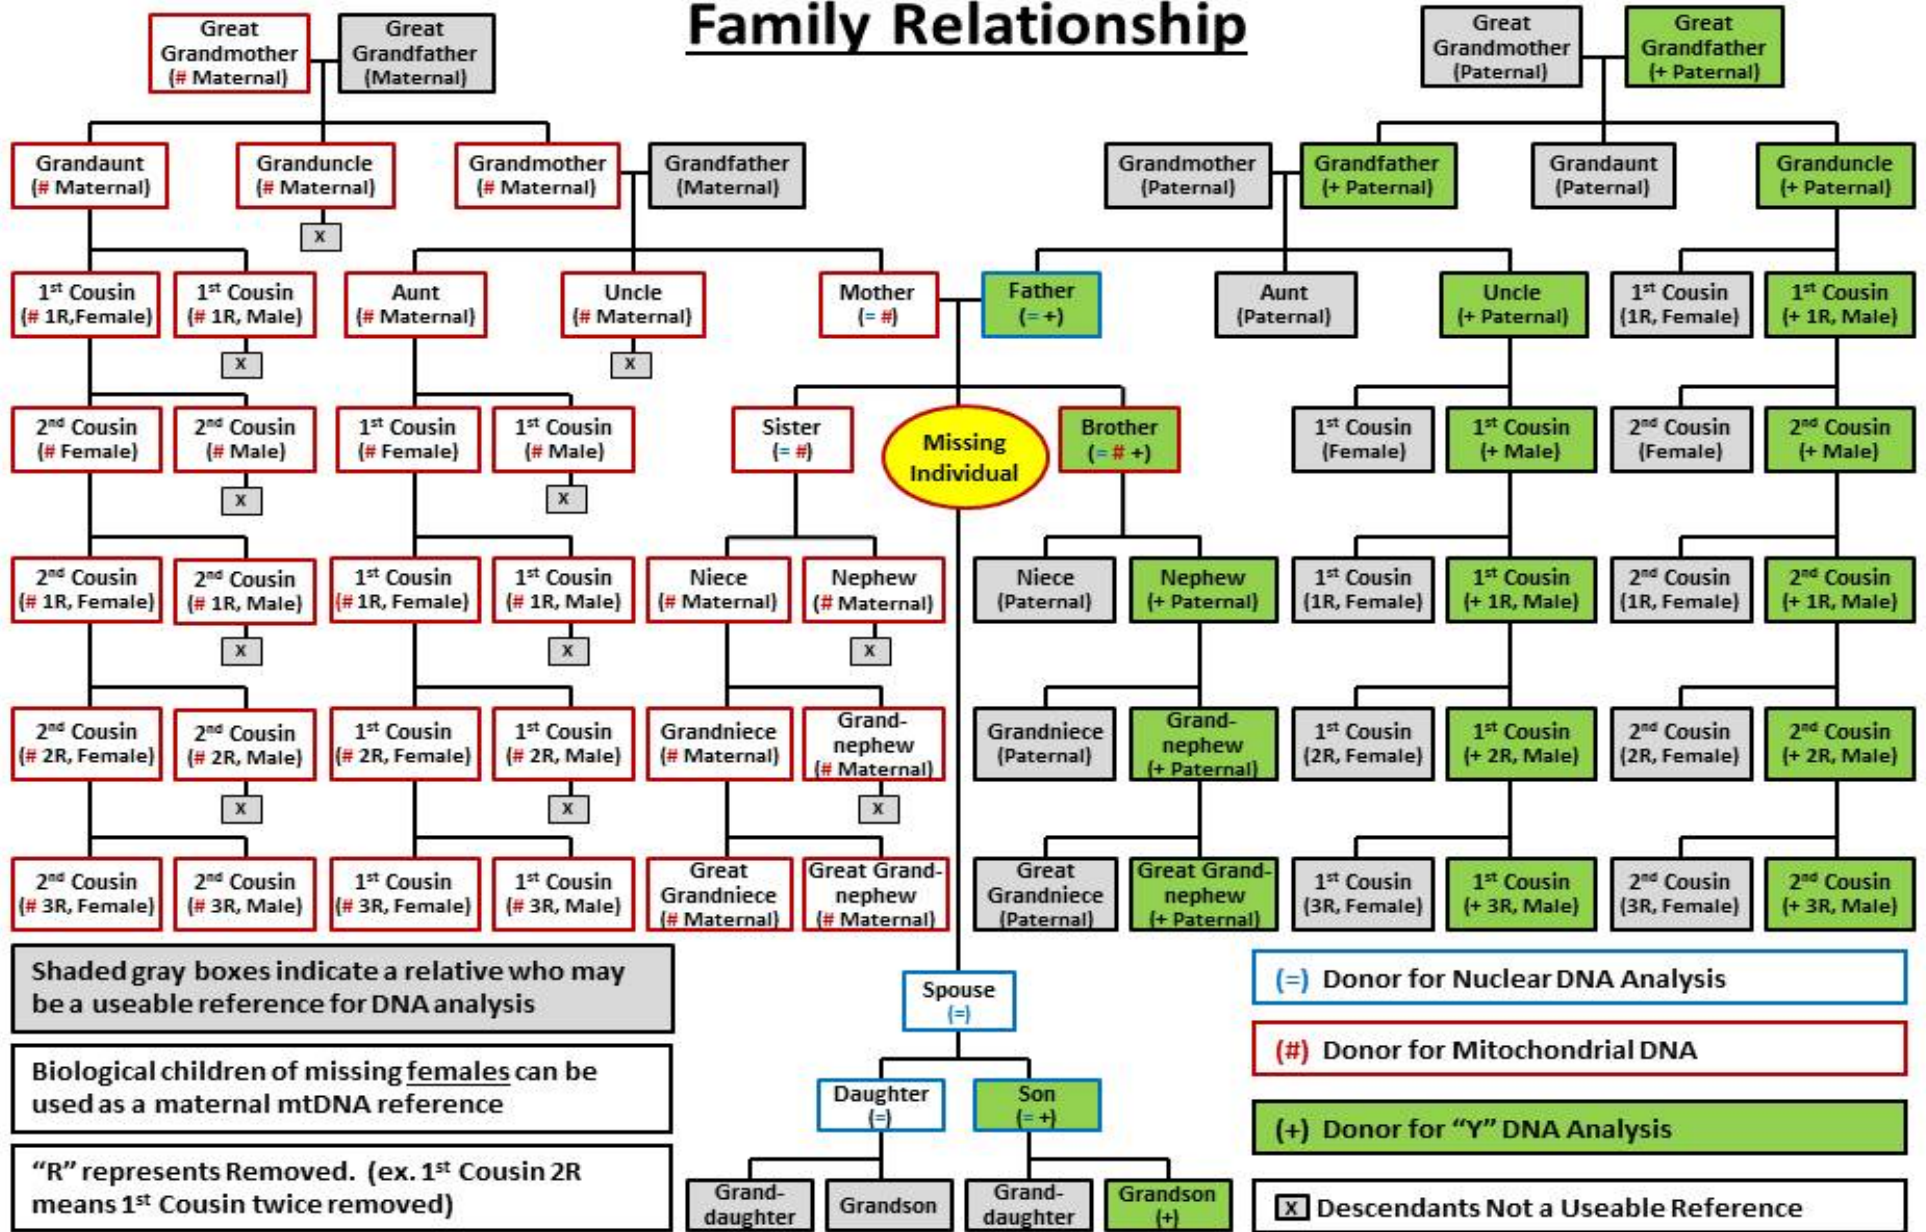 Family Relationship
Great
Grandmother
(# Maternal)
Great
Grandfather
(Maternal)
Great
Grandmother
(Paternal)
Great
Grandfather
(+ Paternal)
Grandaunt
(# Maternal)
Granduncle
(# Maternal)
Grandmother
(# Maternal)
Grandfather
(Maternal)
Grandmother
(Paternal)
Grandfather
(+ Paternal)
Grandaunt
(Paternal)
Granduncle
(+ Paternal)
X
1st Cousin
(# 1R,Female)
1st Cousin
(# 1R, Male)
Aunt
(# Maternal)
Uncle
(# Maternal)
Mother
(= #)
Father
(= +)
Aunt
(Paternal)
Uncle
(+ Paternal)
1st Cousin
(1R, Female)
1st Cousin
(+ 1R, Male)
X
X
2nd Cousin
(# Female)
2nd Cousin
(# Male)
1st Cousin
(# Female)
1st Cousin
(# Male)
Sister
(= #)
Missing
Individual
Brother
(= # +)
1st Cousin
(Female)
1st Cousin
(+ Male)
2nd Cousin
(Female)
2nd Cousin
(+ Male)
X
X
2nd Cousin
(# 1R, Female)
2nd Cousin
(# 1R, Male)
1st Cousin
(# 1R, Female)
1st Cousin
(# 1R, Male)
Niece
(# Maternal)
Nephew
(# Maternal)
Niece
(Paternal)
Nephew
(+ Paternal)
1st Cousin
(1R, Female)
1st Cousin
(+ 1R, Male)
2nd Cousin
(1R, Female)
2nd Cousin
(+ 1R, Male)
X
X
X
2nd Cousin
(# 2R, Female)
2nd Cousin
(# 2R, Male)
1st Cousin
(# 2R, Female)
1st Cousin
(# 2R, Male)
Grandniece
(# Maternal)
Grand-
nephew
(# Maternal)
Grandniece
(Paternal)
Grand-
nephew
(+ Paternal)
1st Cousin
(2R, Female)
1st Cousin
(+ 2R, Male)
2nd Cousin
(2R, Female)
2nd Cousin
(+ 2R, Male)
X
X
X
2nd Cousin
(# 3R, Female)
2nd Cousin
(# 3R, Male)
1st Cousin
(# 3R, Female)
1st Cousin
(# 3R, Male)
Great
Grandniece
(# Maternal)
Great Grand-
nephew
(# Maternal)
Great
Grandniece
(Paternal)
Great Grand-
nephew
(+ Paternal)
1st Cousin
(3R, Female)
1st Cousin
(+ 3R, Male)
2nd Cousin
(3R, Female)
2nd Cousin
(+ 3R, Male)
Shaded gray boxes indicate a relative who may
be a useable reference for DNA analysis
Biological children of missing females can be
used as a maternal mtDNA reference
"R" represents Removed. (ex. 1st Cousin 2R
means 1st Cousin twice removed)
Spouse
(=)
Daughter
(=)
Son
(= +)
Grand-
daughter
Grandson
Grand-
daughter
Grandson
(+)
(=) Donor for Nuclear DNA Analysis
(#) Donor for Mitochondrial DNA
(+) Donor for "Y" DNA Analysis
X Descendants Not a Useable Reference